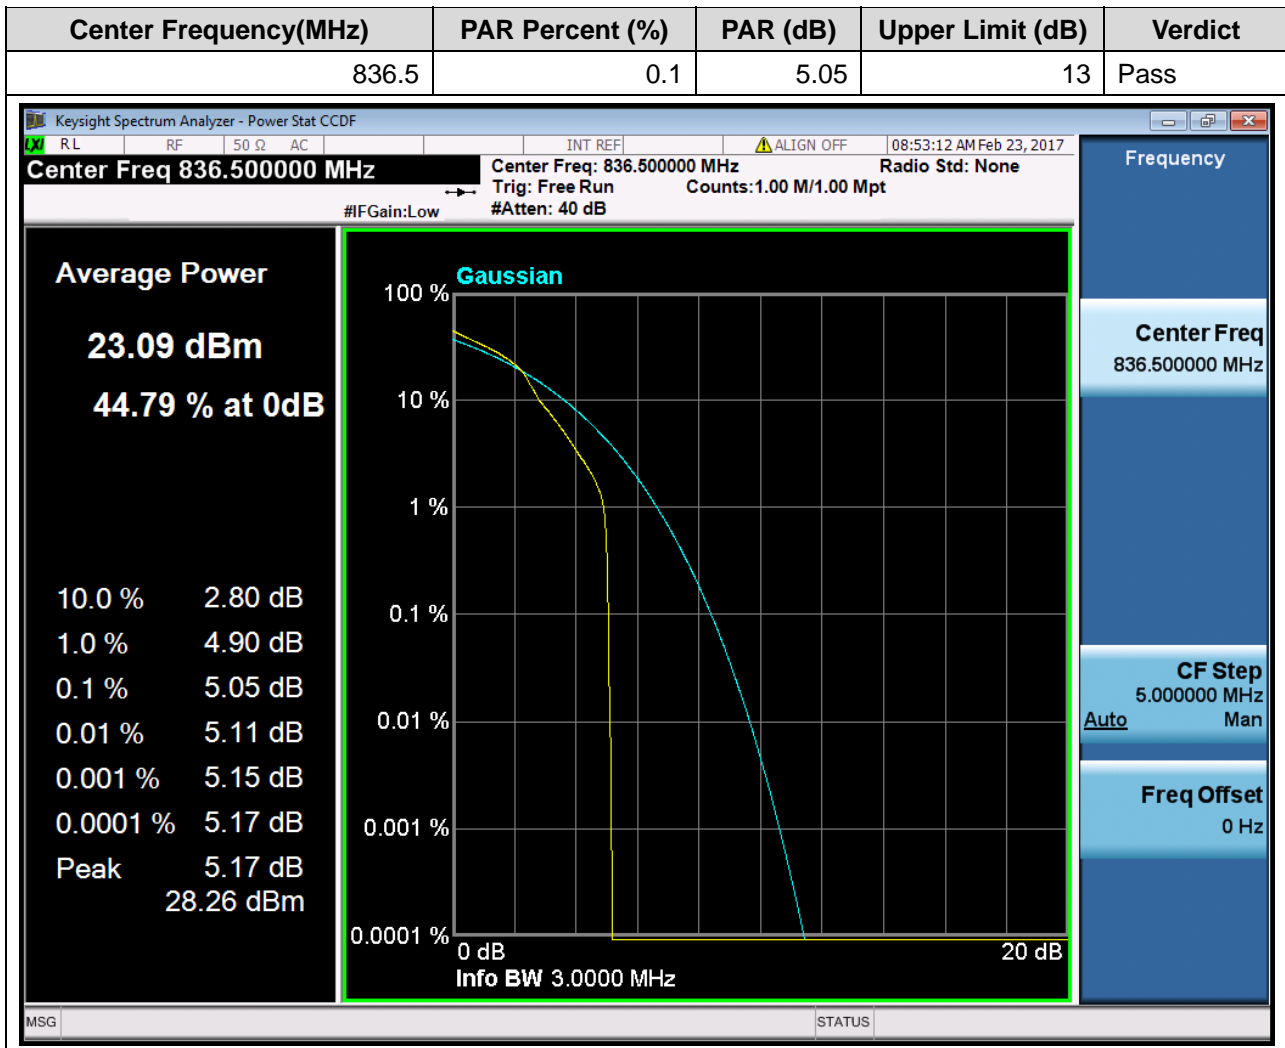 Center Frequency(MHz) PAR Percent (%) PAR (dB) Upper Limit (dB) Verdict
836.5 0.1 5.05 13 Pass
Keysight Spectrum Analyzer - Power Stat CCDF
LXI RL RF 50 Ω AC INT REF ALIGN OFF 08:53:12 AM Feb 23, 2017
Center Freq 836.500000 MHz
Center Freq: 836.500000 MHz Radio Std: None
Trig: Free Run Counts:1.00 M/1.00 Mpt
#IFGain:Low #Atten: 40 dB
Average Power
23.09 dBm
44.79 % at 0dB
10.0 % 2.80 dB
1.0 % 4.90 dB
0.1 % 5.05 dB
0.01 % 5.11 dB
0.001 % 5.15 dB
0.0001 % 5.17 dB
Peak 5.17 dB
28.26 dBm
Gaussian
100 %
10 %
1 %
0.1 %
0.01 %
0.001 %
0.0001 %
0 dB 20 dB
Info BW 3.0000 MHz
Frequency
Center Freq
836.500000 MHz
CF Step
5.000000 MHz
Auto Man
Freq Offset
0 Hz
MSG STATUS